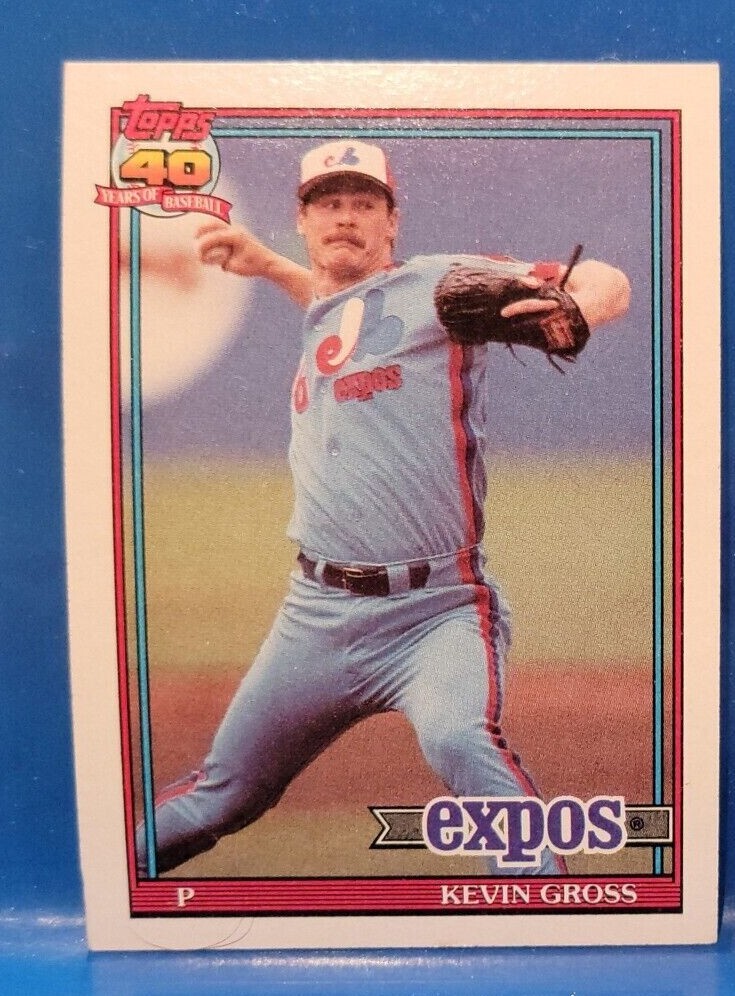 Topps
40
YEARS OF BASEBALL
e
expos
expos®
P KEVIN GROSS